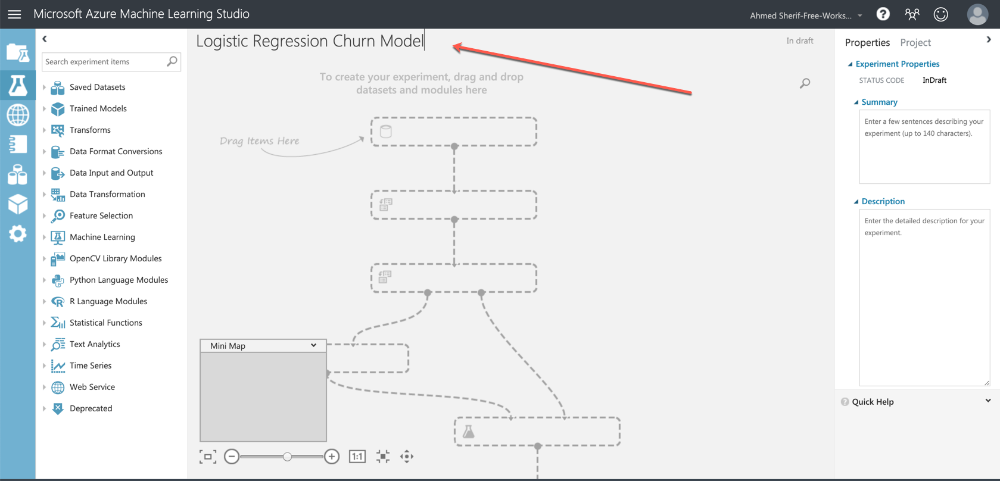 Microsoft Azure Machine Learning Studio
Ahmed Sherif-Free-Works...
?
Search experiment items
Saved Datasets
Trained Models
Transforms
Data Format Conversions
Data Input and Output
Data Transformation
Feature Selection
Machine Learning
OpenCV Library Modules
Python Language Modules
R Language Modules
Statistical Functions
Text Analytics
Time Series
Web Service
Deprecated
Logistic Regression Churn Model
In draft
To create your experiment, drag and drop
datasets and modules here
Drag Items Here
Mini Map
1:1
Properties Project
Experiment Properties
STATUS CODE InDraft
Summary
Enter a few sentences describing your
experiment (up to 140 characters).
Description
Enter the detailed description for your
experiment.
? Quick Help